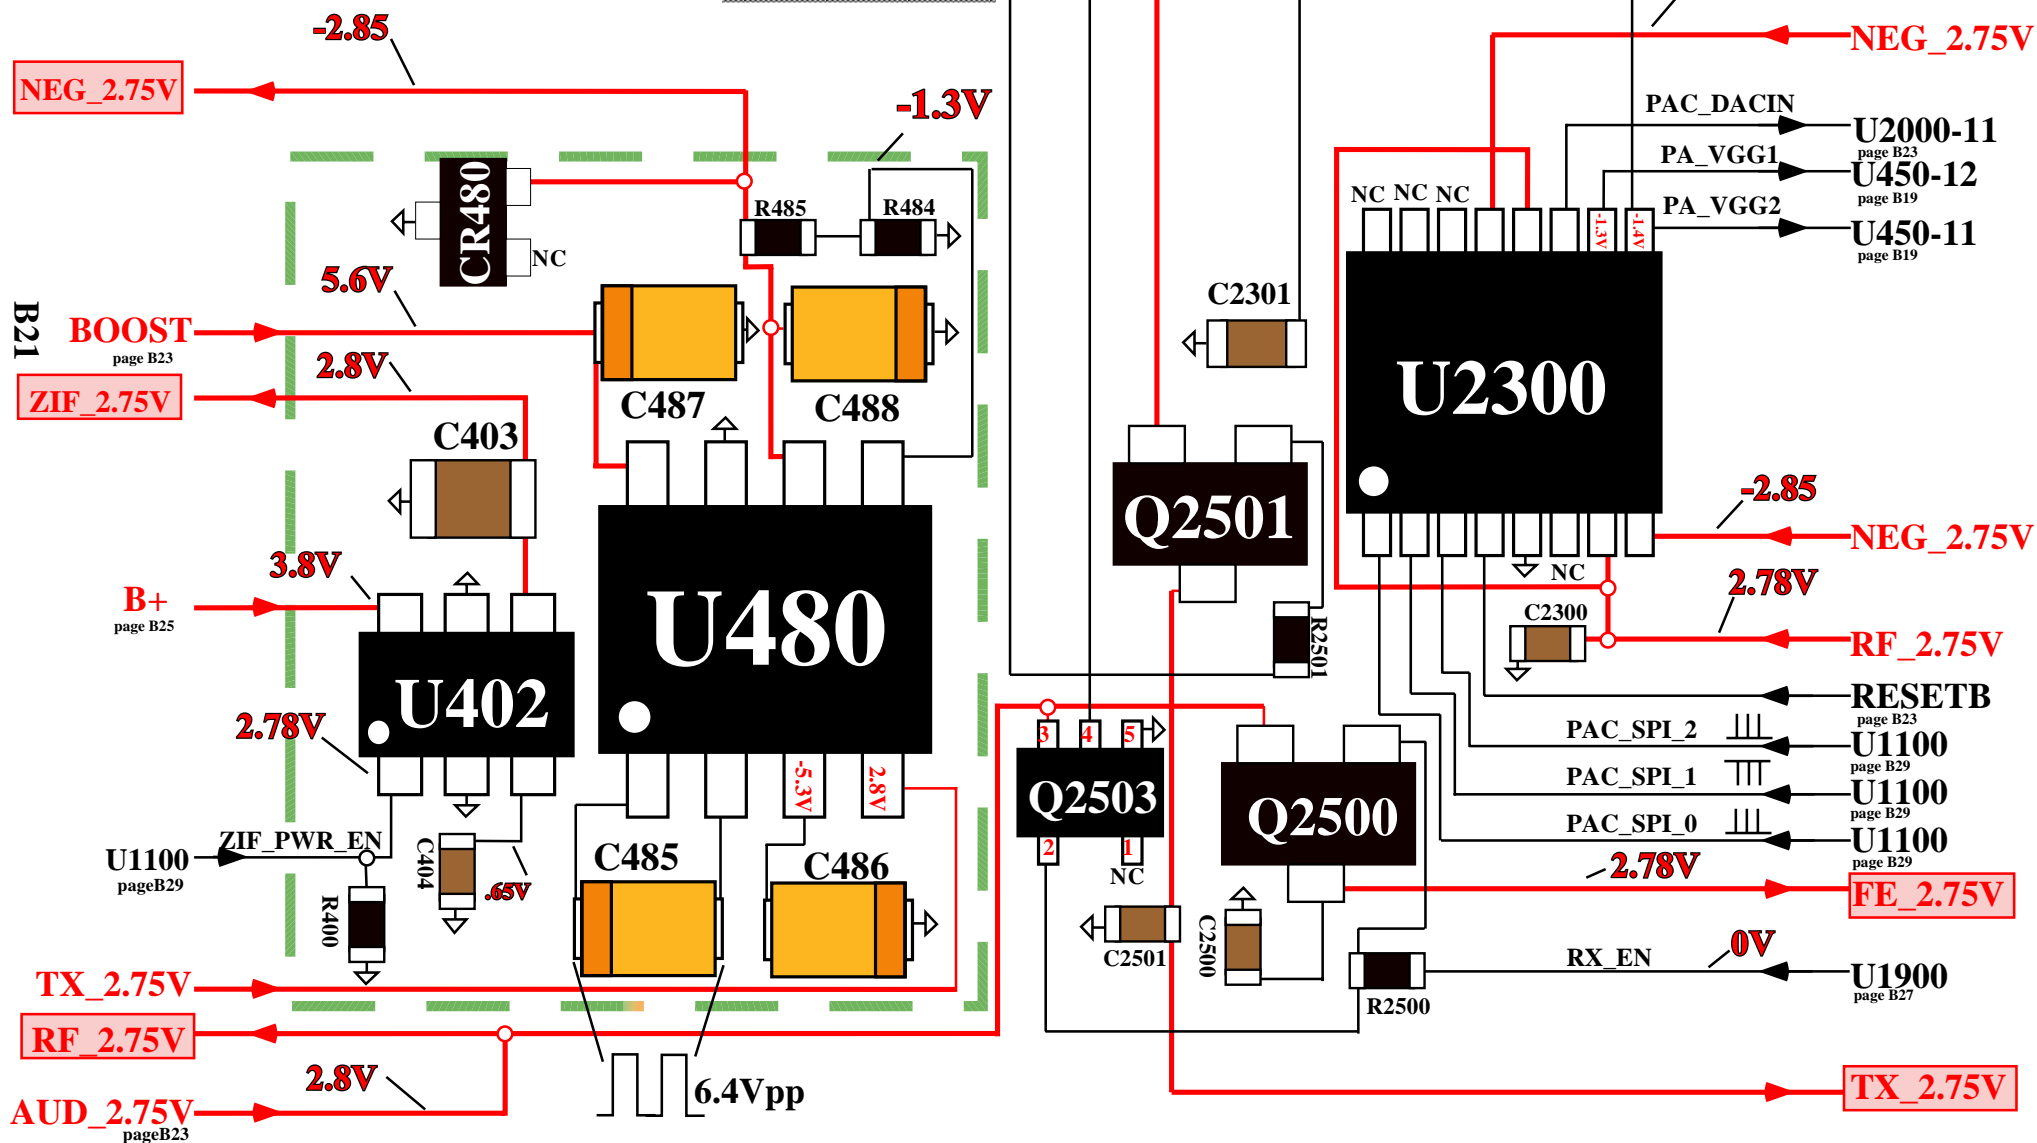 -2.85
NEG_2.75V
NEG_2.75V
-1.3V
PAC_DACIN
U2000-11
page B23
PA_VGG1
U450-12
page B19
PA_VGG2
U450-11
page B19
NC
NC
NC
-1.3V
-1.4V
CR480
NC
R485
R484
5.6V
B21
BOOST
page B23
2.8V
ZIF_2.75V
C487
C488
C403
C2301
U2300
Q2501
3.8V
B+
page B25
U480
U402
2.78V
-2.85
NEG_2.75V
NC
2.78V
C2300
RF_2.75V
R2501
RESETB
page B23
PAC_SPI_2
U1100
page B29
PAC_SPI_1
U1100
page B29
PAC_SPI_0
U1100
page B29
-5.3V
2.8V
3
4
5
Q2503
2
1
NC
Q2500
U1100
pageB29
ZIF_PWR_EN
C404
.65V
R400
C485
C486
2.78V
FE_2.75V
C2501
C2500
RX_EN
0V
U1900
page B27
R2500
TX_2.75V
RF_2.75V
2.8V
AUD_2.75V
pageB23
6.4Vpp
TX_2.75V